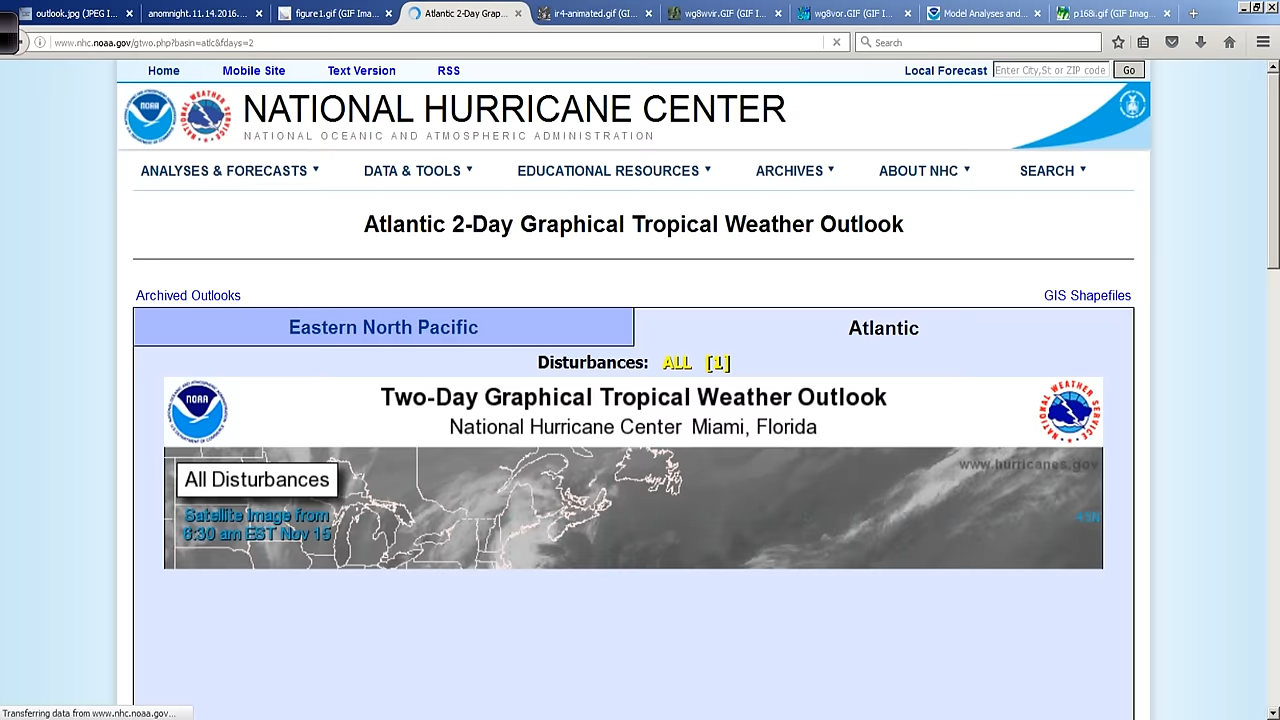 outlook.jpg (JPEG I...
anomnight.11.14.2016....
figure1.gif (GIF Ima...
Atlantic 2-Day Grap...
ir4-animated.gif (GI...
wg8wvir.GIF (GIF I...
wg8vor.GIF (GIF I...
Model Analyses and...
p168i.gif (GIF Imag...
www.nhc.noaa.gov/gtwo.php?basin=atlc&fdays=2
Search
Home Mobile Site Text Version RSS Local Forecast Enter City,St or ZIP code Go
NATIONAL HURRICANE CENTER
NATIONAL OCEANIC AND ATMOSPHERIC ADMINISTRATION
ANALYSES & FORECASTS DATA & TOOLS EDUCATIONAL RESOURCES ARCHIVES ABOUT NHC SEARCH
Atlantic 2-Day Graphical Tropical Weather Outlook
Archived Outlooks GIS Shapefiles
Eastern North Pacific Atlantic
Disturbances: ALL [1]
Two-Day Graphical Tropical Weather Outlook
National Hurricane Center Miami, Florida
NOAA
www.hurricanes.gov
All Disturbances
Satellite Image from
6:30 am EST Nov 15
45N
Transferring data from www.nhc.noaa.gov...